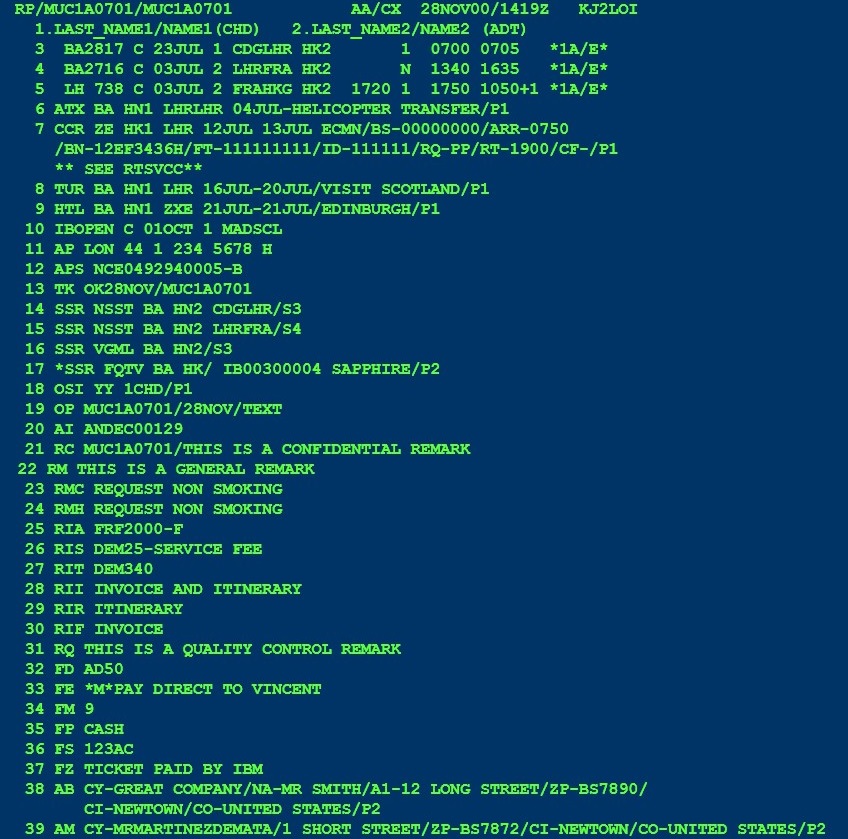 RP/MUC1A0701/MUC1A0701 AA/CX 28NOV00/1419Z KJ2LOI
1.LAST_NAME1/NAME1(CHD) 2.LAST_NAME2/NAME2 (ADT)
3 BA2817 C 23JUL 1 CDGLHR HK2 1 0700 0705 *1A/E*
4 BA2716 C 03JUL 2 LHRFRA HK2 N 1340 1635 *1A/E*
5 LH 738 C 03JUL 2 FRAHKG HK2 1720 1 1750 1050+1 *1A/E*
6 ATX BA HN1 LHRLHR 04JUL-HELICOPTER TRANSFER/P1
7 CCR ZE HK1 LHR 12JUL 13JUL ECMN/BS-00000000/ARR-0750
/BN-12EF3436H/FT-111111111/ID-111111/RQ-PP/RT-1900/CF-/P1
** SEE RTSVCC**
8 TUR BA HN1 LHR 16JUL-20JUL/VISIT SCOTLAND/P1
9 HTL BA HN1 ZXE 21JUL-21JUL/EDINBURGH/P1
10 IBOPEN C 01OCT 1 MADSCL
11 AP LON 44 1 234 5678 H
12 APS NCE0492940005-B
13 TK OK28NOV/MUC1A0701
14 SSR NSST BA HN2 CDGLHR/S3
15 SSR NSST BA HN2 LHRFRA/S4
16 SSR VGML BA HN2/S3
17 *SSR FQTV BA HK/ IB00300004 SAPPHIRE/P2
18 OSI YY 1CHD/P1
19 OP MUC1A0701/28NOV/TEXT
20 AI ANDEC00129
21 RC MUC1A0701/THIS IS A CONFIDENTIAL REMARK
22 RM THIS IS A GENERAL REMARK
23 RMC REQUEST NON SMOKING
24 RMH REQUEST NON SMOKING
25 RIA FRF2000-F
26 RIS DEM25-SERVICE FEE
27 RIT DEM340
28 RII INVOICE AND ITINERARY
29 RIR ITINERARY
30 RIF INVOICE
31 RQ THIS IS A QUALITY CONTROL REMARK
32 FD AD50
33 FE *M*PAY DIRECT TO VINCENT
34 FM 9
35 FP CASH
36 FS 123AC
37 FZ TICKET PAID BY IBM
38 AB CY-GREAT COMPANY/NA-MR SMITH/A1-12 LONG STREET/ZP-BS7890/
CI-NEWTOWN/CO-UNITED STATES/P2
39 AM CY-MRMARTINEZDEMATA/1 SHORT STREET/ZP-BS7872/CI-NEWTOWN/CO-UNITED STATES/P2